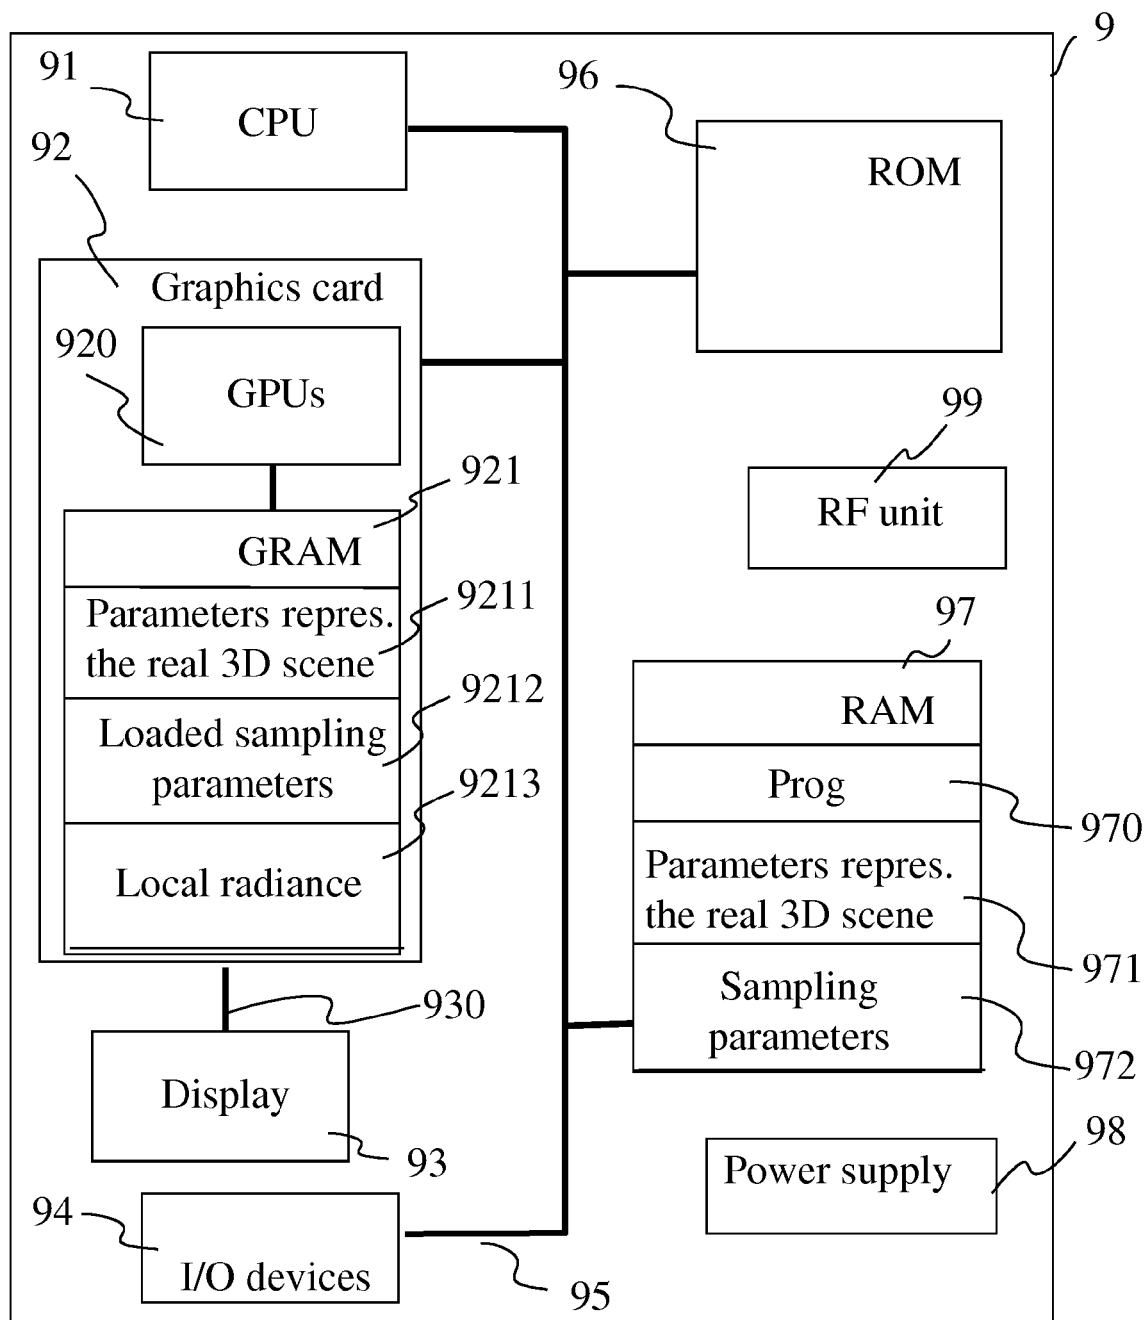 9
91
CPU
96
ROM
92
Graphics card
920
GPUs
99
RF unit
921
GRAM
9211
Parameters repres.
the real 3D scene
9212
Loaded sampling
parameters
9213
Local radiance
97
RAM
Prog
970
Parameters repres.
the real 3D scene
971
Sampling
parameters
972
930
Display
93
98
Power supply
94
I/O devices
95